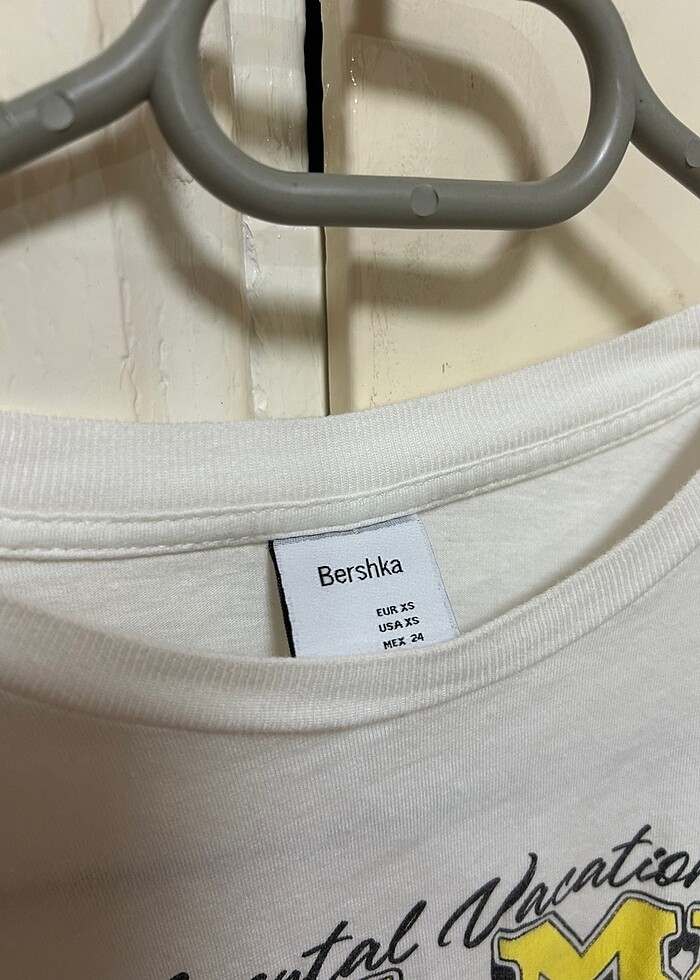 Bershka
EUR XS
USA XS
MEX 24
Vacation
M